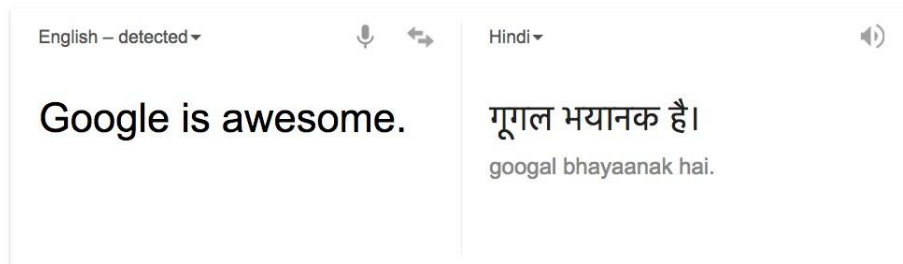 English – detected
Hindi
Google is awesome.
गूगल भयानक है।
googal bhayaanak hai.